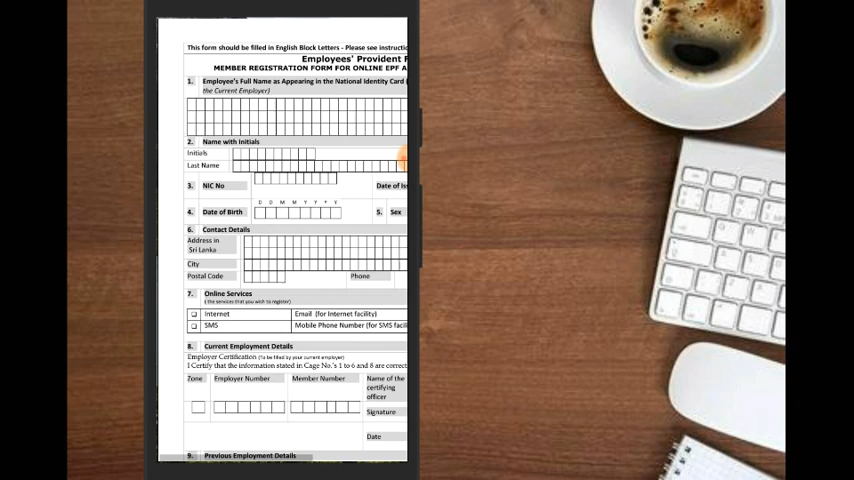 This form should be filled in English Block Letters - Please see instructio
Employees' Provident F
MEMBER REGISTRATION FORM FOR ONLINE EPF A
1. Employee's Full Name as Appearing in the National Identity Card (
the Current Employer)
2. Name with Initials
Initials
Last Name
3. NIC No Date of Is
D D M M Y Y Y Y
4. Date of Birth 5. Sex
6. Contact Details
Address in
Sri Lanka
City
Postal Code Phone
7. Online Services
(the services that you wish to register)
Internet Email (for Internet facility)
SMS Mobile Phone Number (for SMS facil
8. Current Employment Details
Employer Certification (To be filled by your current employer)
I Certify that the information stated in Cage No.'s 1 to 6 and 8 are correct
Zone Employer Number Member Number Name of the
certifying
officer
Signature
Date
9. Previous Employment Details